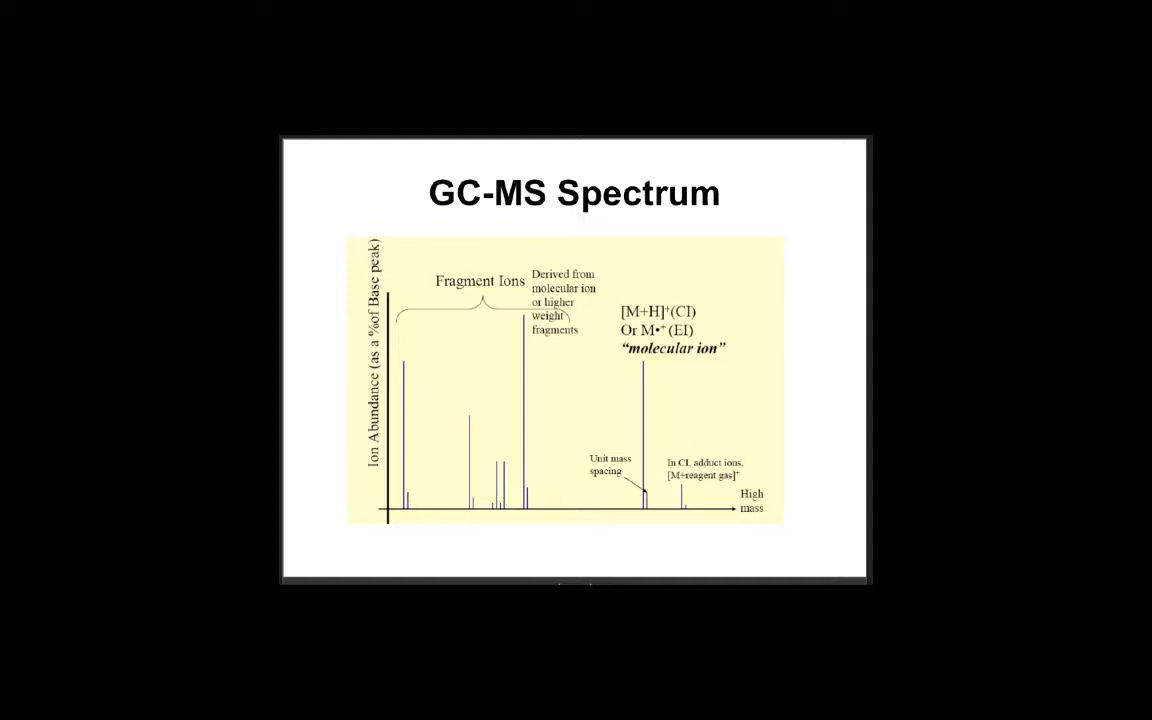 GC-MS Spectrum
Ion Abundance (as a %of Base peak)
Fragment Ions
Derived from
molecular ion
or higher
weight
fragments
[M+H]⁺(CI)
Or M•⁺ (EI)
“molecular ion”
Unit mass
spacing
In CI, adduct ions,
[M+reagent gas]⁺
High
mass